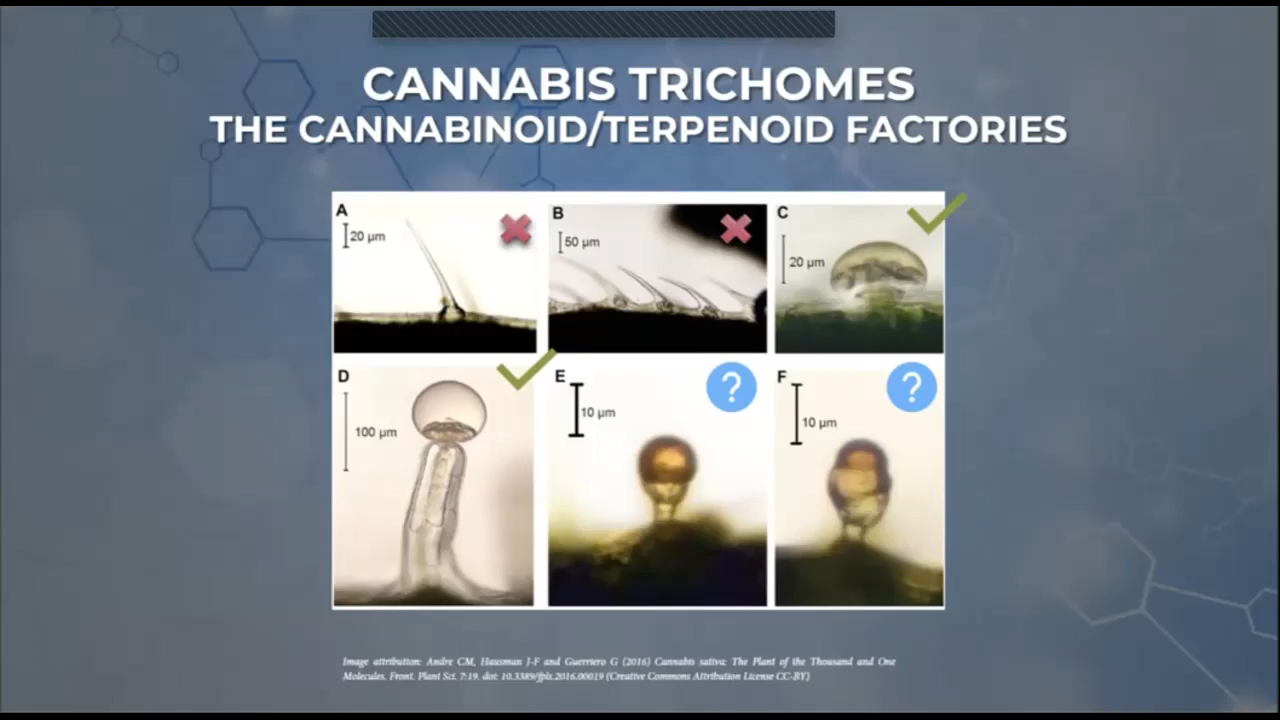 CANNABIS TRICHOMES
THE CANNABINOID/TERPENOID FACTORIES
A
20 µm
B
50 µm
C
20 µm
D
100 µm
E
10 µm
?
F
10 µm
?
Image attribution: Andre CM, Hausman J-F and Guerriero G (2016) Cannabis sativa: The Plant of the Thousand and One
Molecules. Front. Plant Sci. 7:19. doi: 10.3389/fpls.2016.00019 (Creative Commons Attribution License CC-BY)